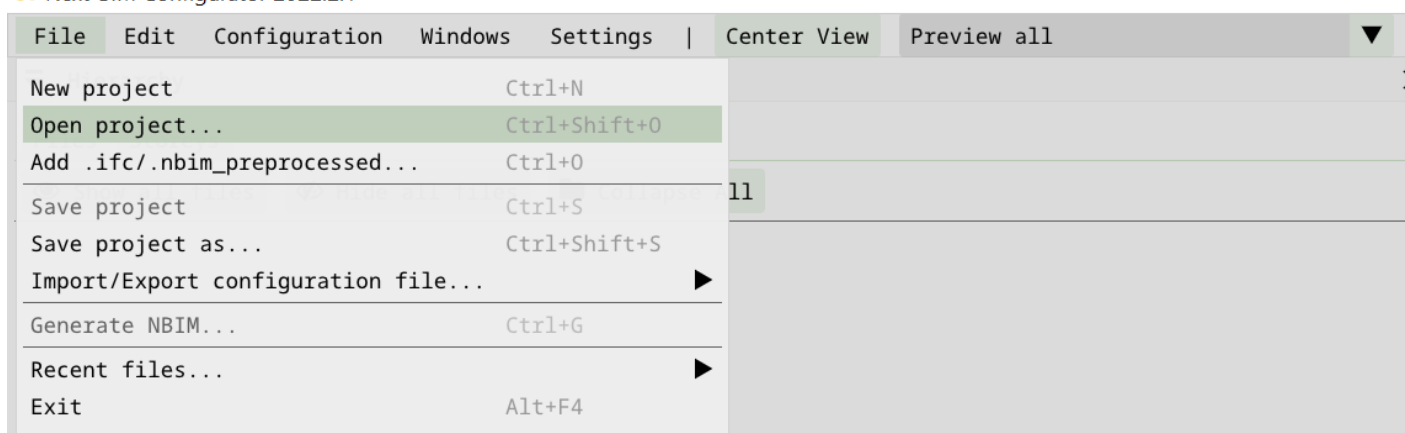 File Edit Configuration Windows Settings | Center View Preview all
New project Ctrl+N
Open project... Ctrl+Shift+O
Add .ifc/.nbim_preprocessed... Ctrl+O
All
Save project Ctrl+S
Save project as... Ctrl+Shift+S
Import/Export configuration file...
Generate NBIM... Ctrl+G
Recent files...
Exit Alt+F4